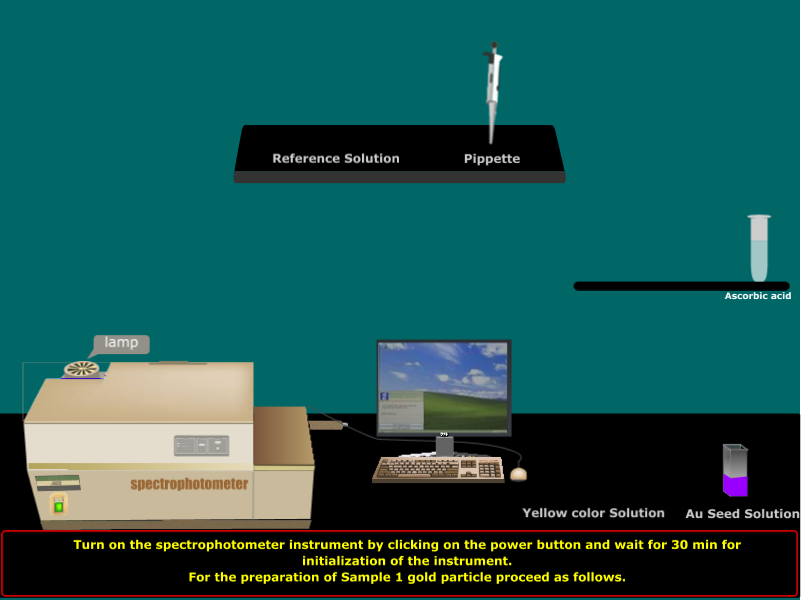 Reference Solution
Pippette
Ascorbic acid
lamp
spectrophotometer
Yellow color Solution
Au Seed Solution
Turn on the spectrophotometer instrument by clicking on the power button and wait for 30 min for
initialization of the instrument.
For the preparation of Sample 1 gold particle proceed as follows.